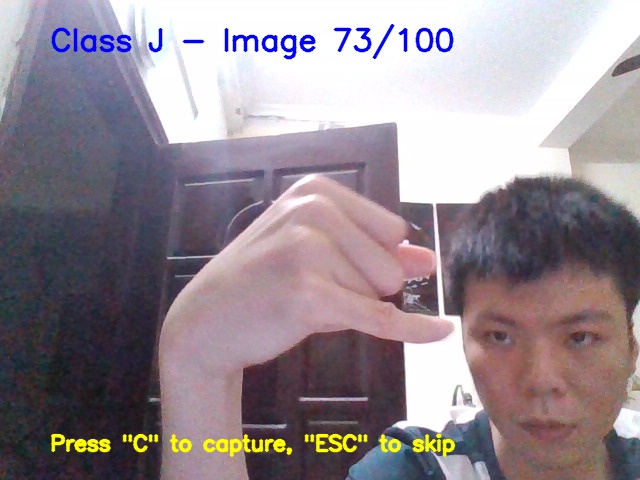 Class J - Image 73/100
Press "C" to capture, "ESC" to skip